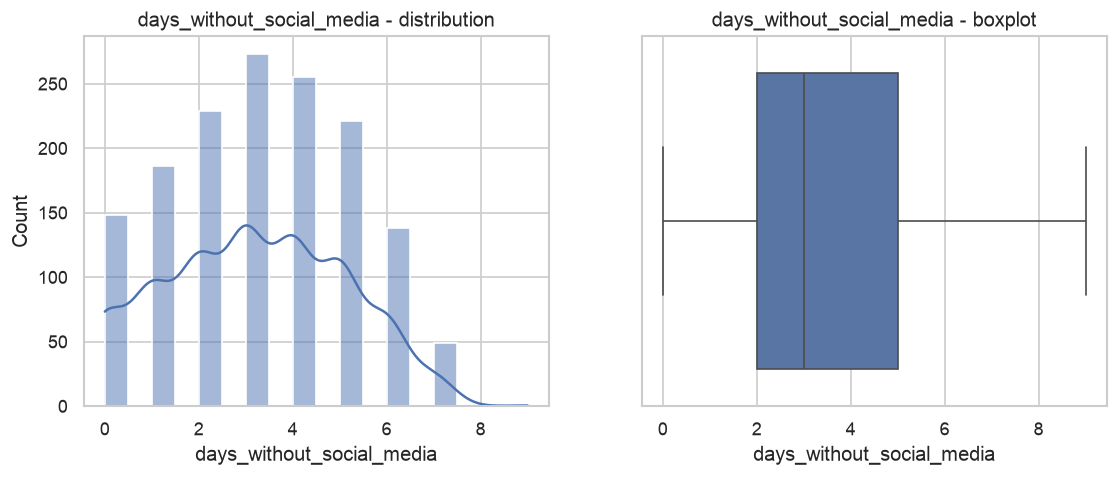 days_without_social_media - distribution
250
200
150
100
50
0
Count
0 2 4 6 8
days_without_social_media
days_without_social_media - boxplot
0 2 4 6 8
days_without_social_media